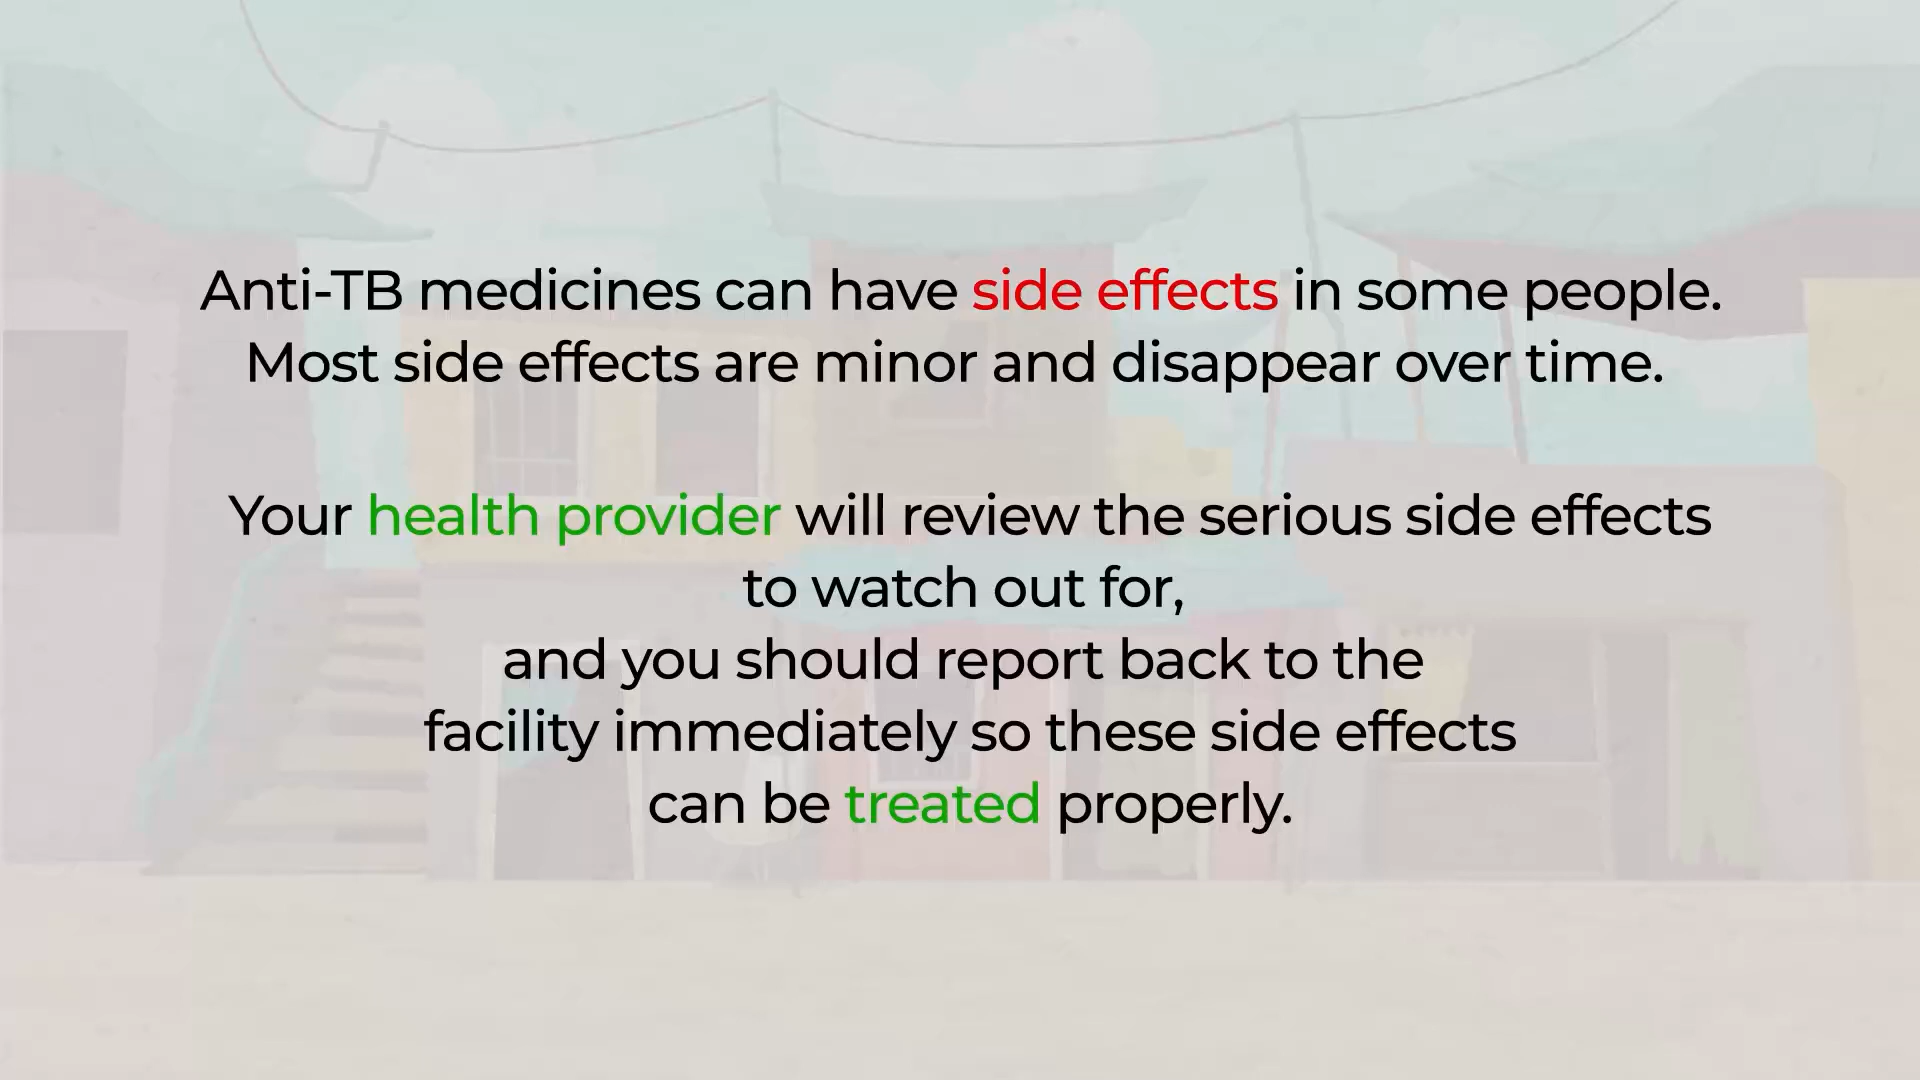 Anti-TB medicines can have side effects in some people.
Most side effects are minor and disappear over time.
Your health provider will review the serious side effects
to watch out for,
and you should report back to the
facility immediately so these side effects
can be treated properly.